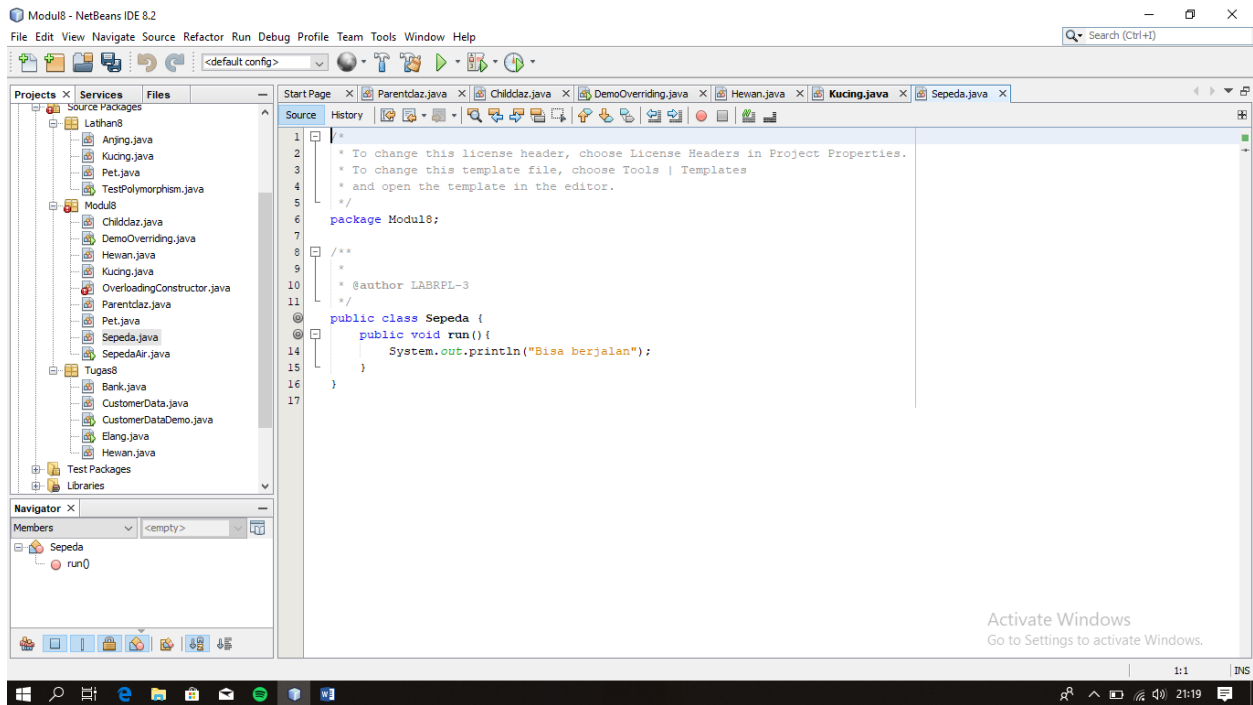 Modul8 - NetBeans IDE 8.2
File Edit View Navigate Source Refactor Run Debug Profile Team Tools Window Help
Search (Ctrl+I)
<default config>
Projects Services Files
Start Page Parentclaz.java Childclaz.java DemoOverriding.java Hewan.java Kucing.java Sepeda.java
Source History
Source Packages
Latihan8
Anjing.java
Kucing.java
Pet.java
TestPolymorphism.java
Modul8
Childclaz.java
DemoOverriding.java
Hewan.java
Kucing.java
OverloadingConstructor.java
Parentclaz.java
Pet.java
Sepeda.java
SepedaAir.java
Tugas8
Bank.java
CustomerData.java
CustomerDataDemo.java
Elang.java
Hewan.java
Test Packages
Libraries
Navigator
Members <empty>
Sepeda
run()
1 /*
2 * To change this license header, choose License Headers in Project Properties.
3 * To change this template file, choose Tools | Templates
4 * and open the template in the editor.
5 */
6 package Modul8;
7
8 /**
9 *
10 * @author LABRPL-3
11 */
public class Sepeda {
public void run(){
14 System.out.println("Bisa berjalan");
15 }
16 }
17
Activate Windows
Go to Settings to activate Windows.
1:1 INS
21:19